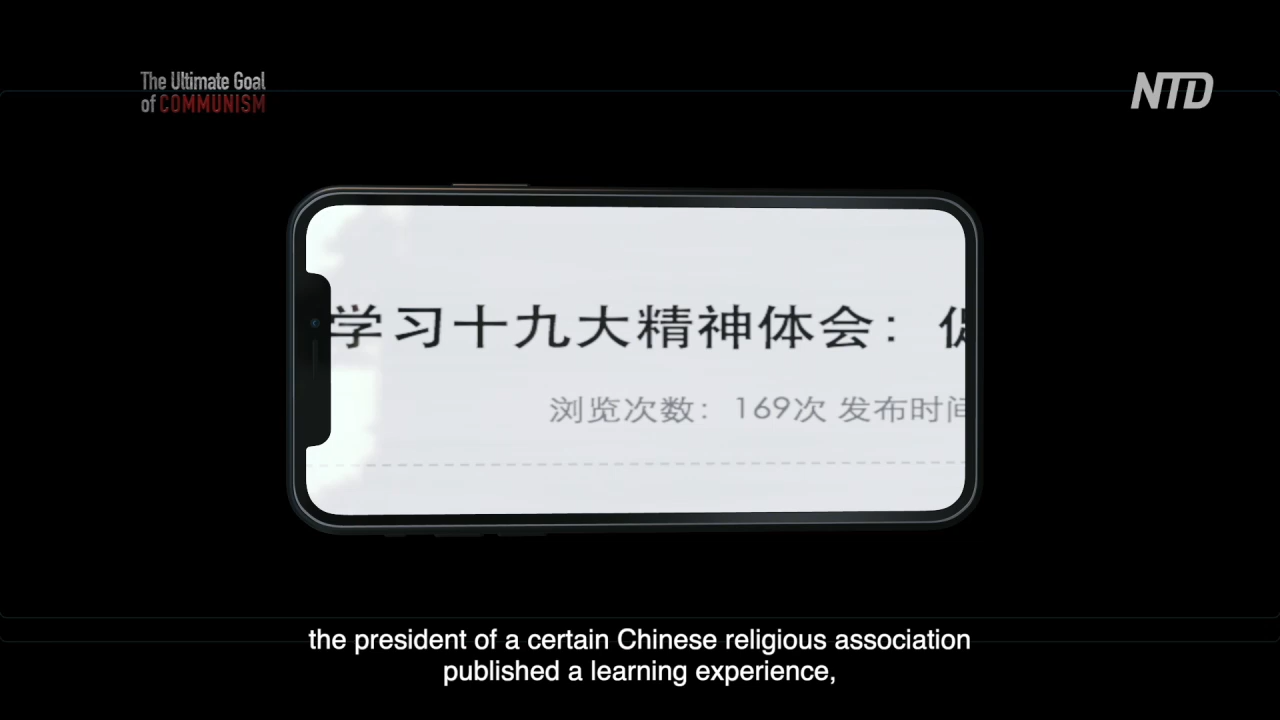 The Ultimate Goal
of COMMUNISM
NTD
学习十九大精神体会：
浏览次数：169次 发布时间
the president of a certain Chinese religious association
published a learning experience,